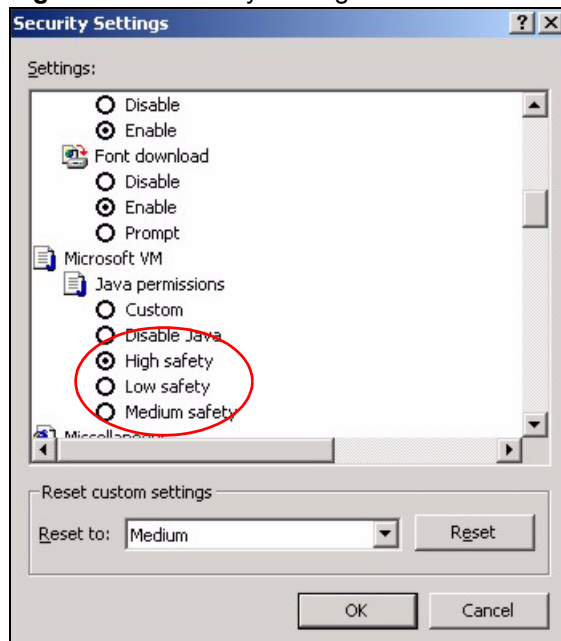 Security Settings
Settings:
Disable
Enable
Font download
Disable
Enable
Prompt
Microsoft VM
Java permissions
Custom
Disable Java
High safety
Low safety
Medium safety
Reset custom settings
Reset to: Medium Reset
OK Cancel